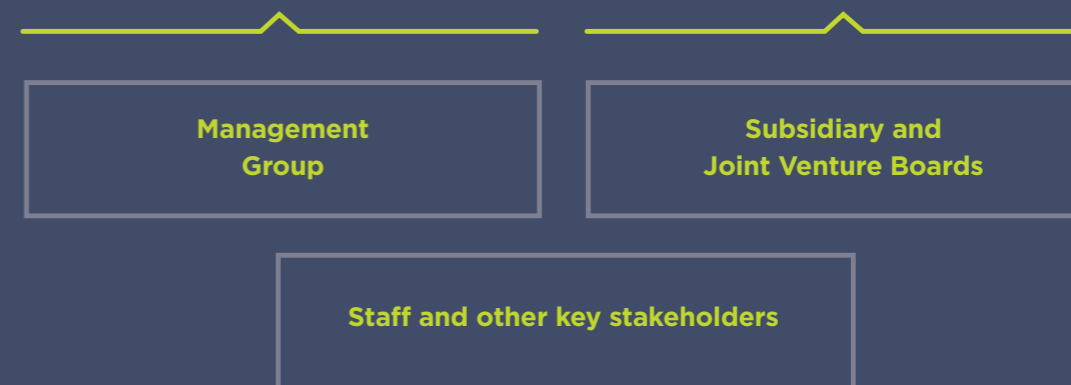 Management
Group
Subsidiary and
Joint Venture Boards
Staff and other key stakeholders